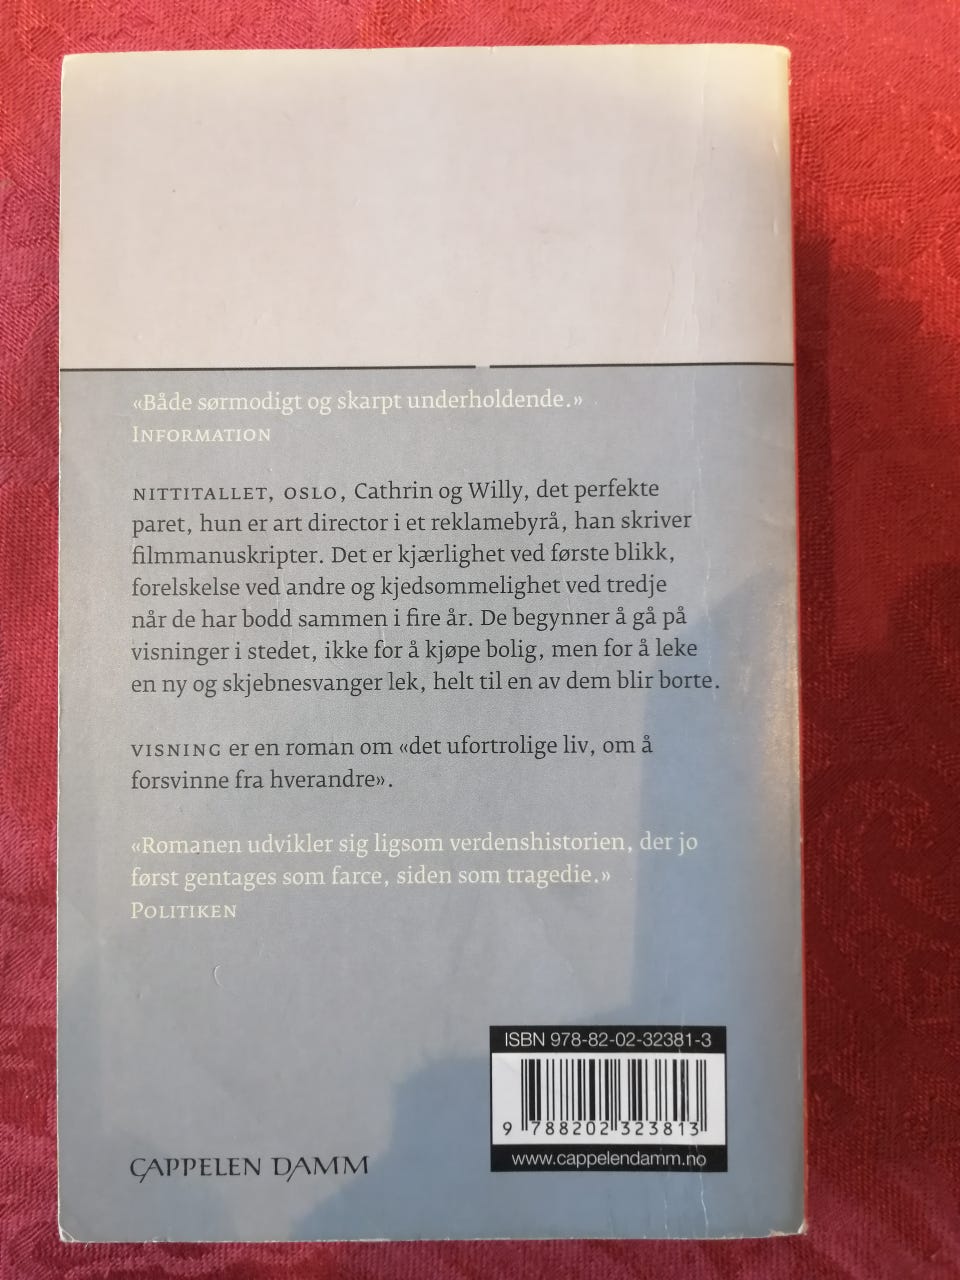 «Både sørmodigt og skarpt underholdende.»
INFORMATION
NITTITALLET, OSLO, Cathrin og Willy, det perfekte
paret, hun er art director i et reklamebyrå, han skriver
filmmanuskripter. Det er kjærlighet ved første blikk,
forelskelse ved andre og kjedsommelighet ved tredje
når de har bodd sammen i fire år. De begynner å gå på
visninger i stedet, ikke for å kjøpe bolig, men for å leke
en ny og skjebnesvanger lek, helt til en av dem blir borte.
VISNING er en roman om «det ufortrolige liv, om å
forsvinne fra hverandre».
«Romanen udvikler sig ligsom verdenshistorien, der jo
først gentages som farce, siden som tragedie.»
POLITIKEN
ISBN 978-82-02-32381-3
9 788202 323813
www.cappelendamm.no
CAPPELEN DAMM